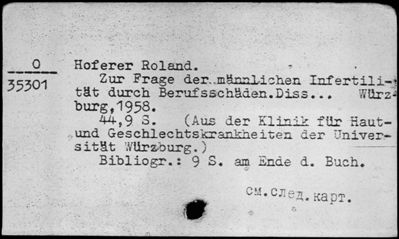 O
35301
Hoferer Roland.
Zur Frage der männlichen Infertili-
tät durch Berufsschäden.Diss... Würz-
burg,1958.
44,9 S. (Aus der Klinik für Haut-
und Geschlechtskrankheiten der Univer-
sität Würzburg.)
Bibliogr.: 9 S. am Ende d. Buch.
см.след.карт.